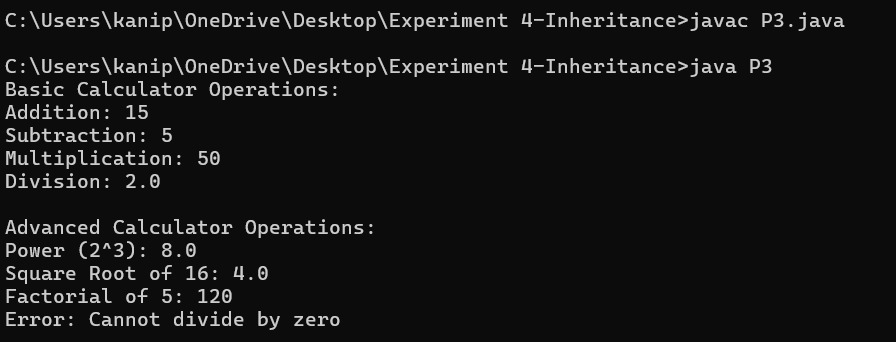 C:\Users\kanip\OneDrive\Desktop\Experiment 4-Inheritance>javac P3.java
C:\Users\kanip\OneDrive\Desktop\Experiment 4-Inheritance>java P3
Basic Calculator Operations:
Addition: 15
Subtraction: 5
Multiplication: 50
Division: 2.0
Advanced Calculator Operations:
Power (2^3): 8.0
Square Root of 16: 4.0
Factorial of 5: 120
Error: Cannot divide by zero